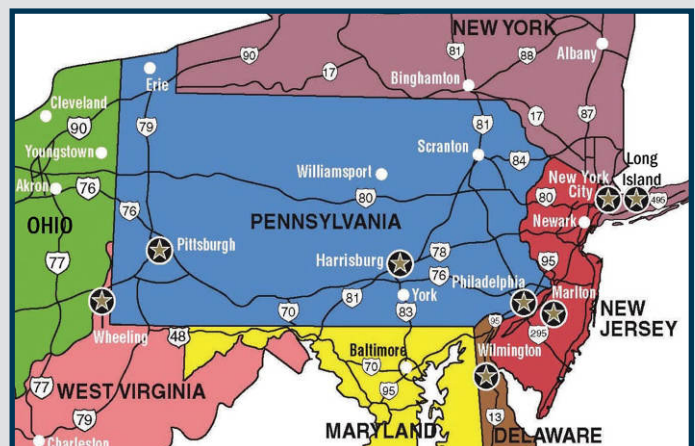 NEW YORK
90
17
81
88
Albany
Binghamton
Erie
Cleveland
90
79
17
87
81
Youngstown
Scranton
84
Williamsport
New York
City
Long
Island
Akron
76
80
80
495
OHIO
76
PENNSYLVANIA
Newark
Pittsburgh
Harrisburg
78
77
76
95
Philadelphia
Marlton
81
York
NEW
JERSEY
70
83
95
295
Wheeling
48
Wilmington
Baltimore
70
77
WEST VIRGINIA
95
79
13
MARYLAND
DELAWARE
Charleston